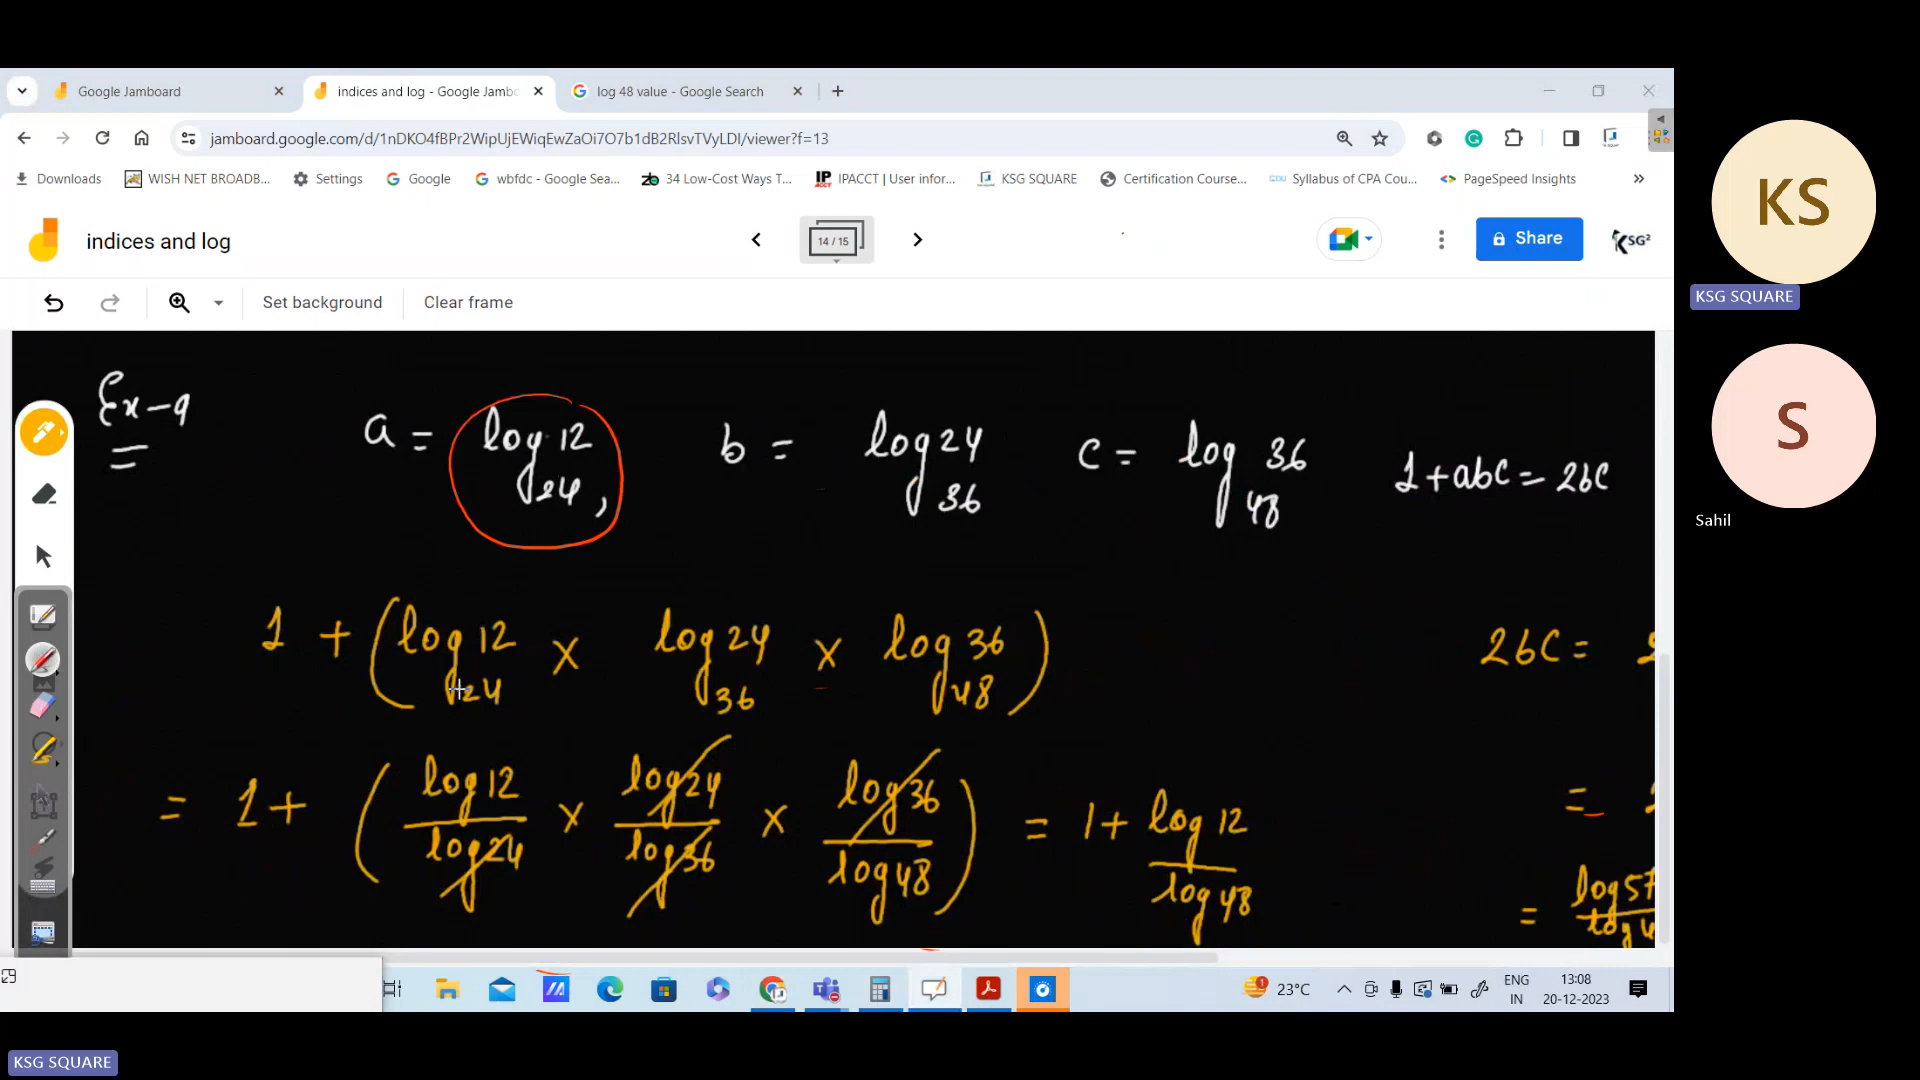 Google Jamboard
indices and log - Google Jambo
log 48 value - Google Search
jamboard.google.com/d/1nDKO4fBPr2WipUjEWiqEwZaOi7O7b1dB2RlsvTVyLDI/viewer?f=13
Downloads
WISH NET BROADB...
Settings
Google
wbfdc - Google Sea...
34 Low-Cost Ways T...
IPACCT | User infor...
KSG SQUARE
Certification Course...
Syllabus of CPA Cou...
PageSpeed Insights
indices and log
14 / 15
Share
KSG²
Set background
Clear frame
Ex-9
a = log₂₄ 12, b = log₃₆ 24 c = log₄₈ 36 1+abc = 2bc
1 + (log₂₄ 12 × log₃₆ 24 × log₄₈ 36)
2bc =
= 1 + (log 12 / log 24 × log 24 / log 36 × log 36 / log 48) = 1 + log 12 / log 48
KS
KSG SQUARE
S
Sahil
23°C
ENG
IN
13:08
20-12-2023
KSG SQUARE